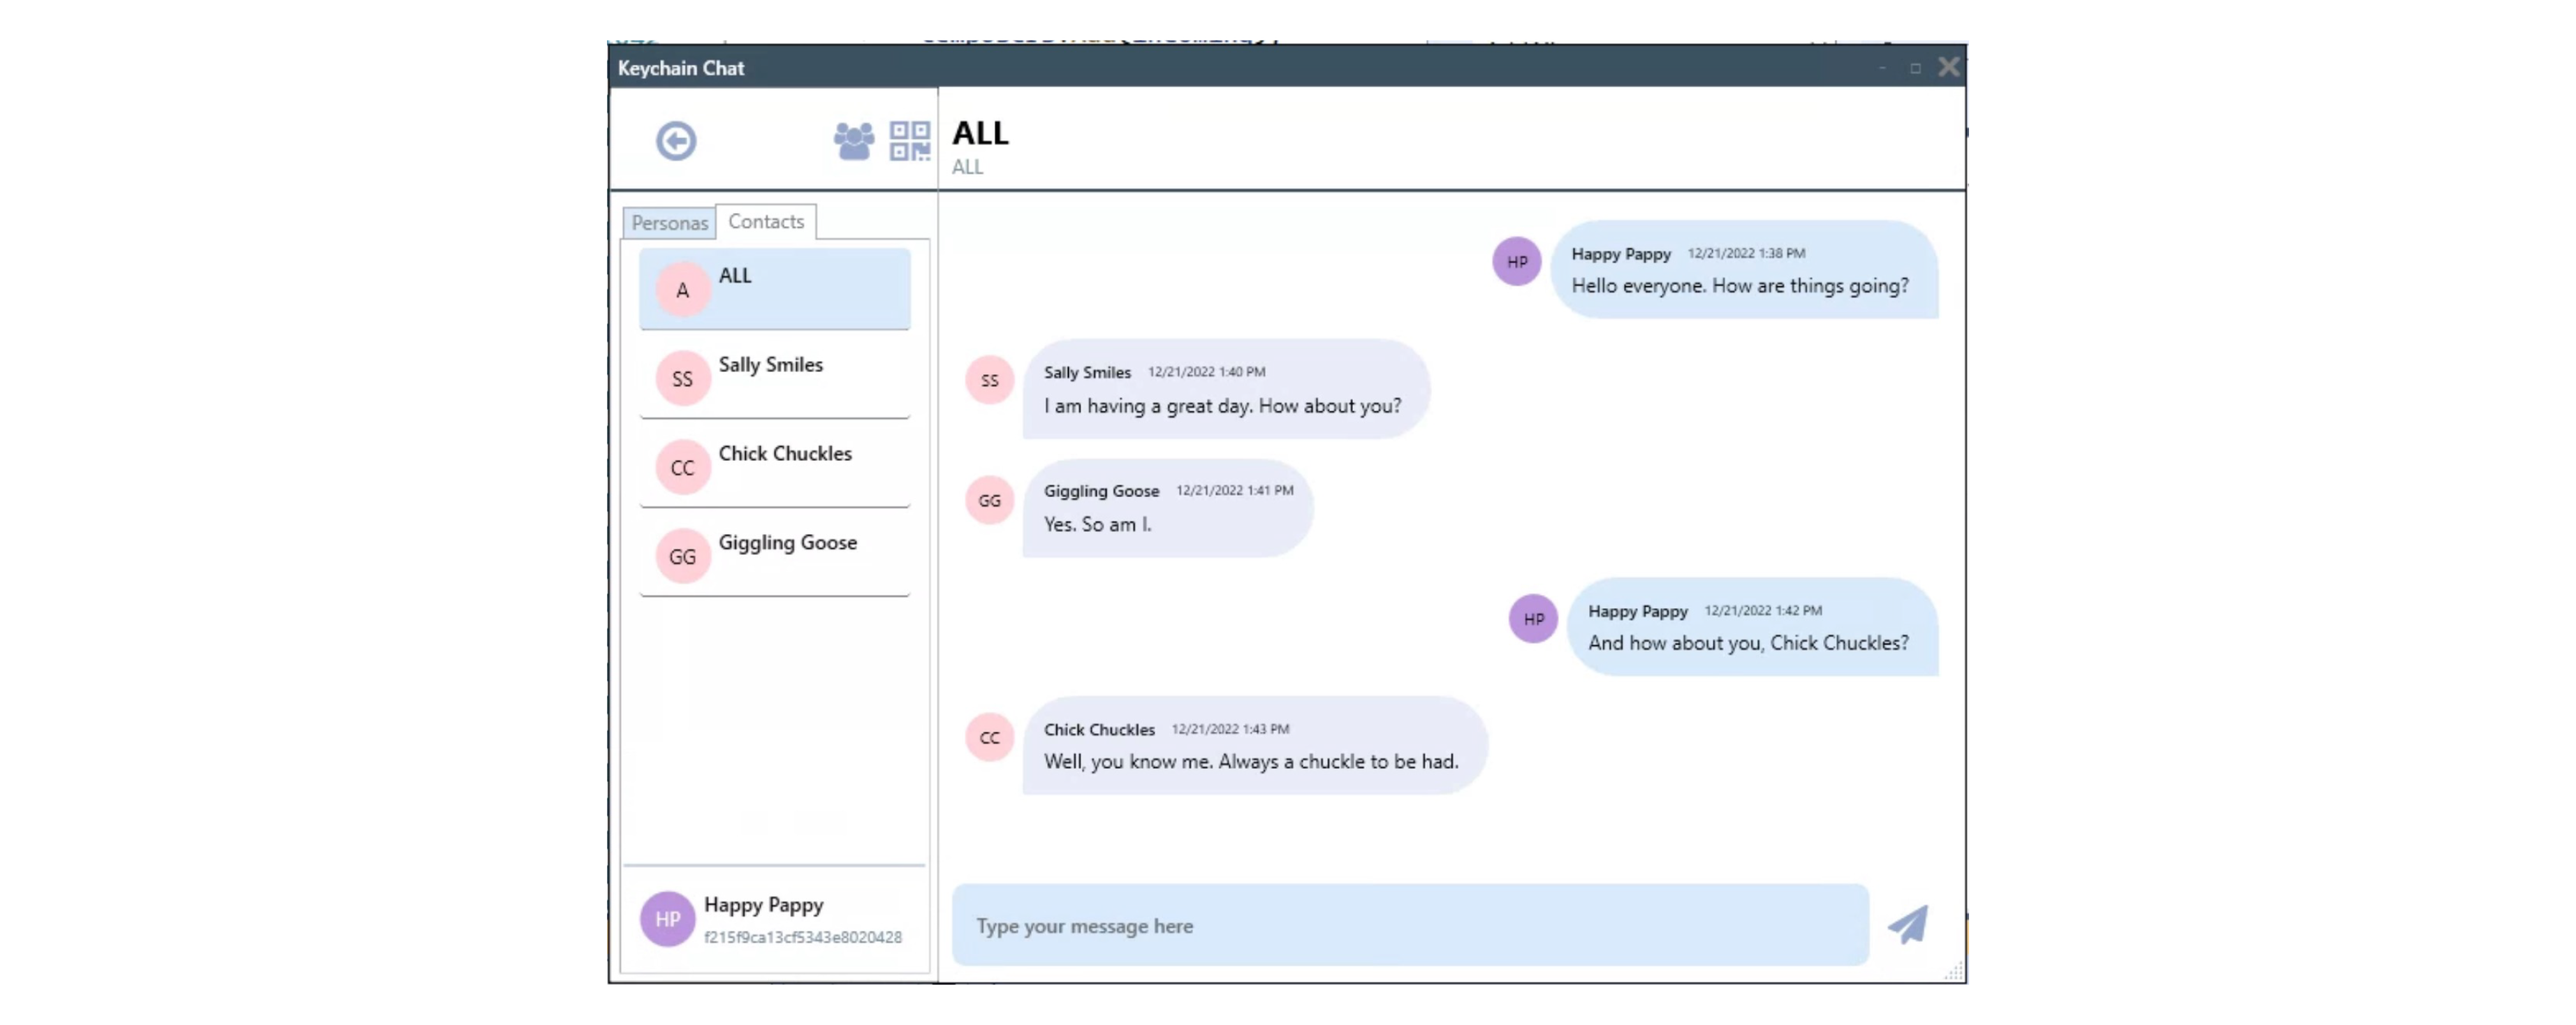 Keychain Chat
ALL
ALL
Personas
Contacts
A
ALL
SS
Sally Smiles
CC
Chick Chuckles
GG
Giggling Goose
HP
Happy Pappy
f215f9ca13cf5343e8020428
HP
Happy Pappy 12/21/2022 1:38 PM
Hello everyone. How are things going?
SS
Sally Smiles 12/21/2022 1:40 PM
I am having a great day. How about you?
GG
Giggling Goose 12/21/2022 1:41 PM
Yes. So am I.
HP
Happy Pappy 12/21/2022 1:42 PM
And how about you, Chick Chuckles?
CC
Chick Chuckles 12/21/2022 1:43 PM
Well, you know me. Always a chuckle to be had.
Type your message here